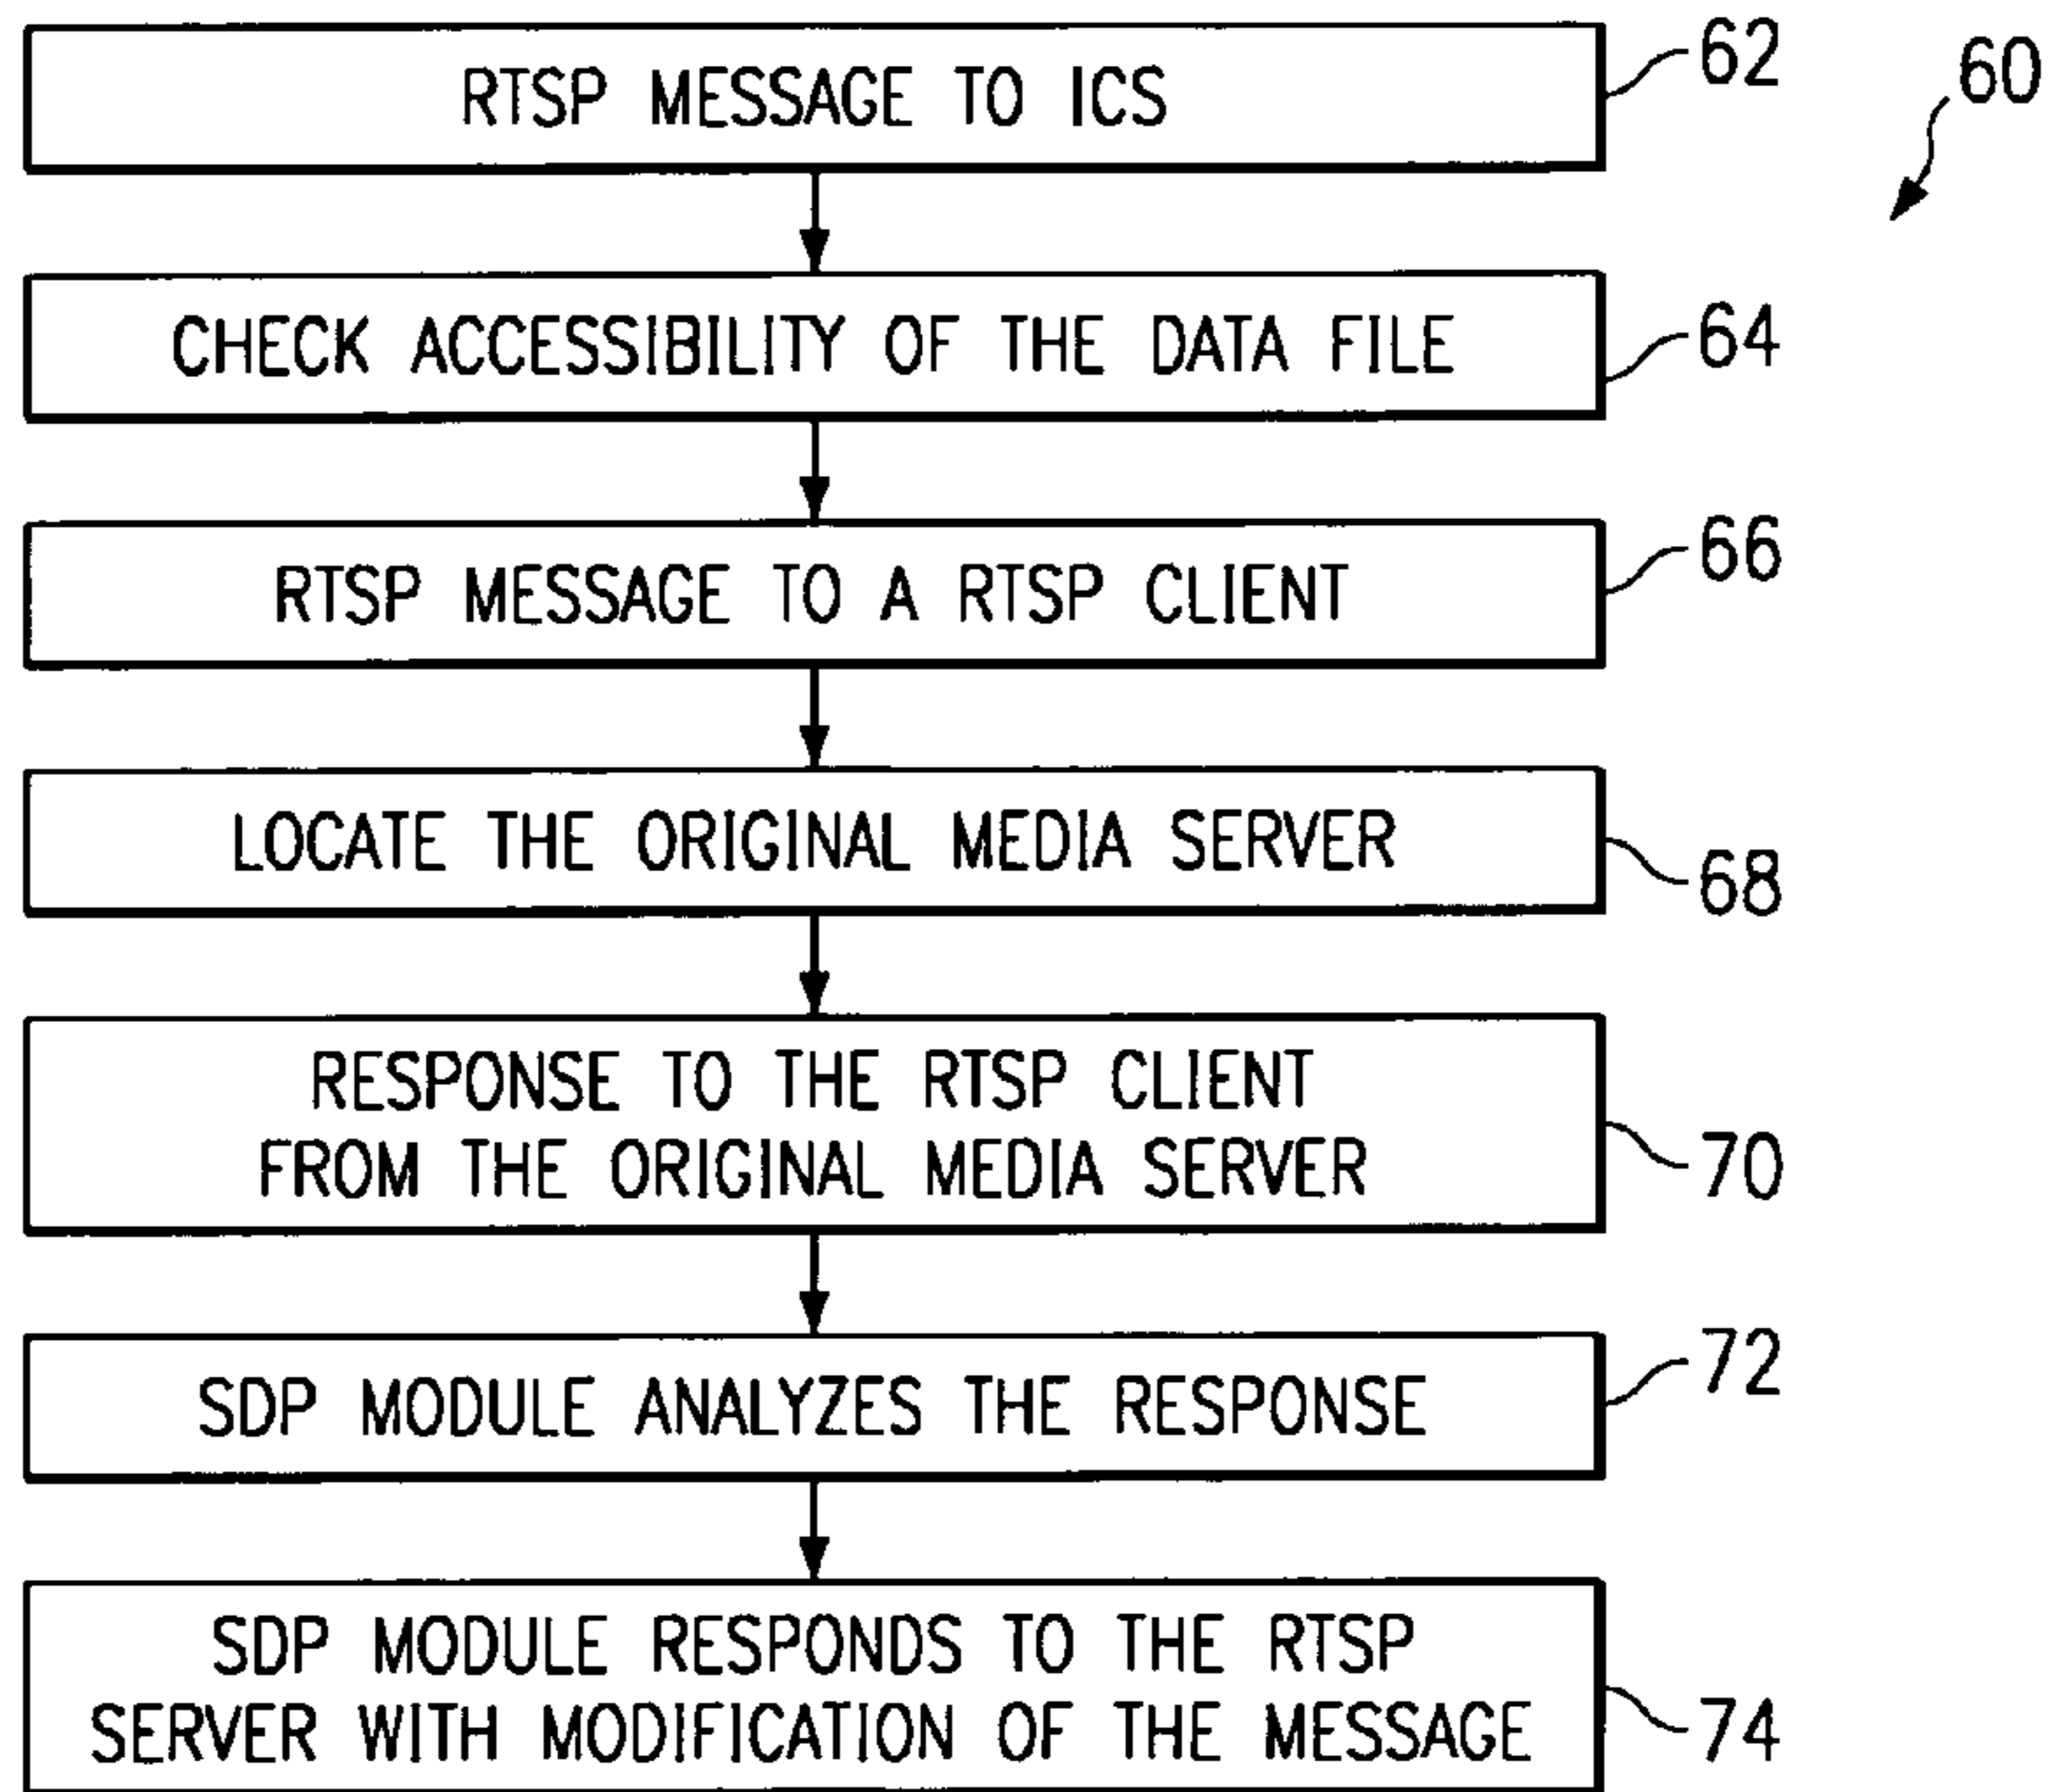 RTSP MESSAGE TO ICS
62
60
CHECK ACCESSIBILITY OF THE DATA FILE
64
RTSP MESSAGE TO A RTSP CLIENT
66
LOCATE THE ORIGINAL MEDIA SERVER
68
RESPONSE TO THE RTSP CLIENT
FROM THE ORIGINAL MEDIA SERVER
70
SDP MODULE ANALYZES THE RESPONSE
72
SDP MODULE RESPONDS TO THE RTSP
SERVER WITH MODIFICATION OF THE MESSAGE
74